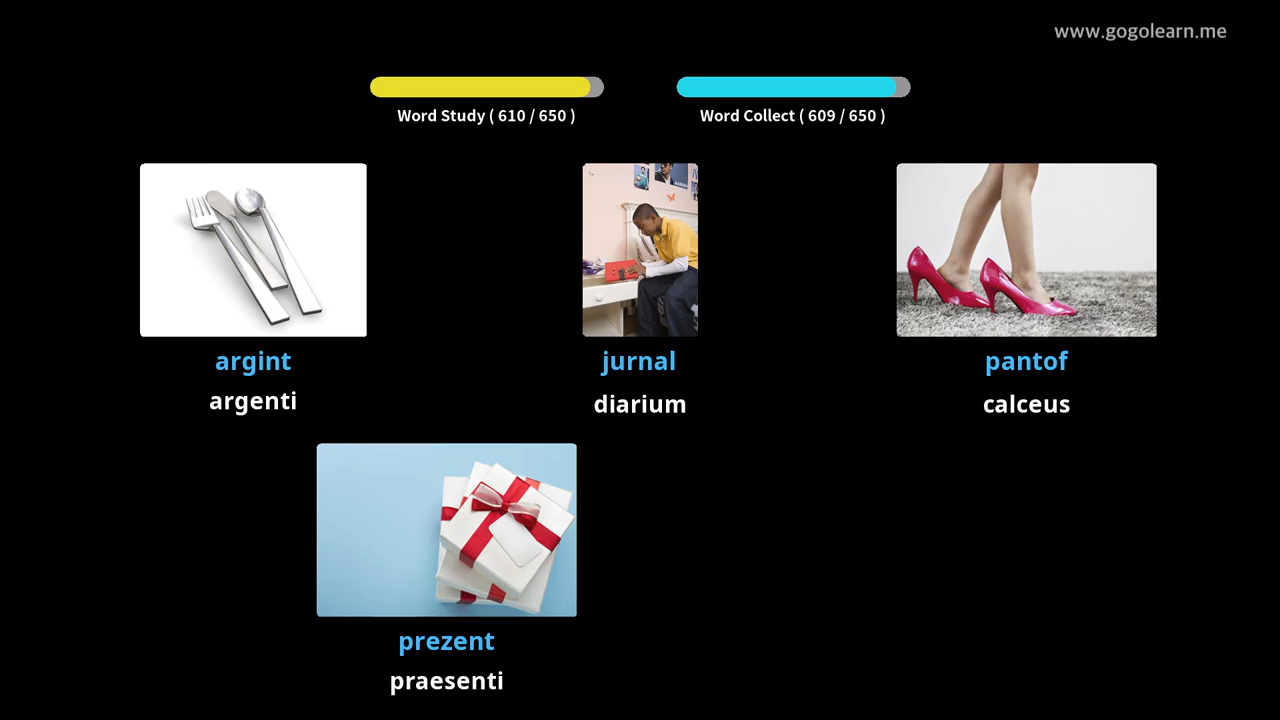 www.gogolearn.me
Word Study ( 610 / 650 )
Word Collect ( 609 / 650 )
argint
argenti
jurnal
diarium
pantof
calceus
prezent
praesenti